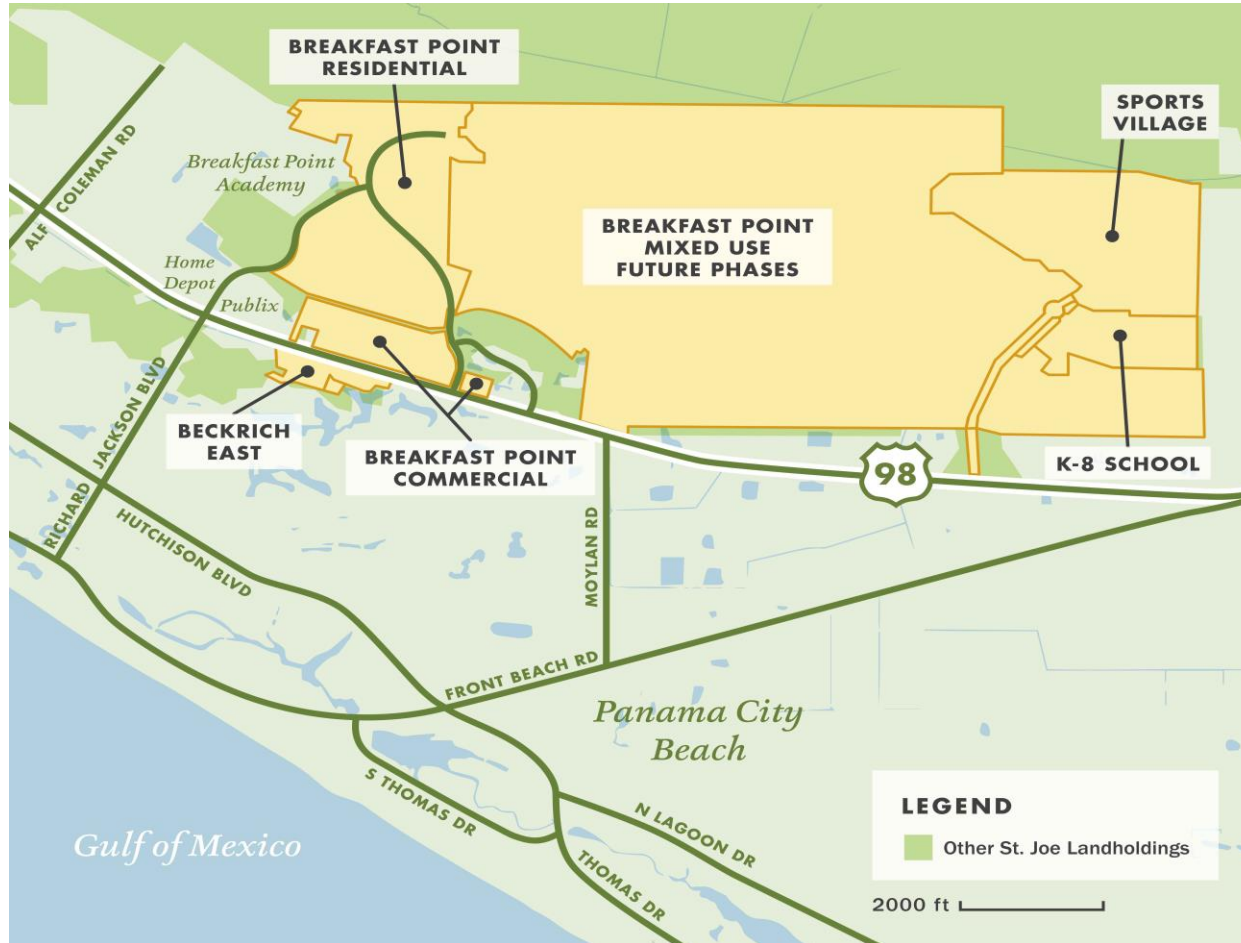 BREAKFAST POINT
RESIDENTIAL
SPORTS
VILLAGE
ALF COLEMAN RD
Breakfast Point
Academy
BREAKFAST POINT
MIXED USE
FUTURE PHASES
Home
Depot
Publix
RICHARD JACKSON BLVD
BECKRICH
EAST
BREAKFAST POINT
COMMERCIAL
98
K-8 SCHOOL
HUTCHISON BLVD
MOYLAN RD
FRONT BEACH RD
Panama City
Beach
S THOMAS DR
N LAGOON DR
THOMAS DR
Gulf of Mexico
LEGEND
Other St. Joe Landholdings
2000 ft